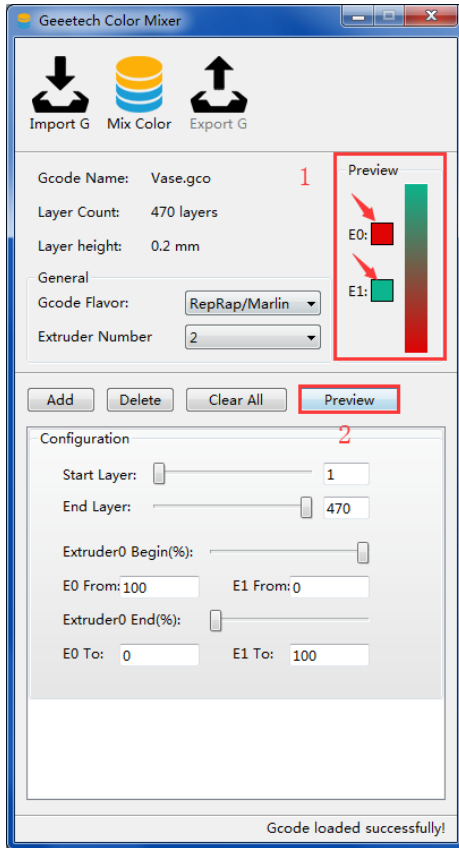 Geeetech Color Mixer
Import G Mix Color Export G
Gcode Name: Vase.gco
Layer Count: 470 layers
Layer height: 0.2 mm
1
Preview
E0:
E1:
General
Gcode Flavor: RepRap/Marlin
Extruder Number 2
Add Delete Clear All Preview
2
Configuration
Start Layer: 1
End Layer: 470
Extruder0 Begin(%):
E0 From: 100 E1 From: 0
Extruder0 End(%):
E0 To: 0 E1 To: 100
Gcode loaded successfully!